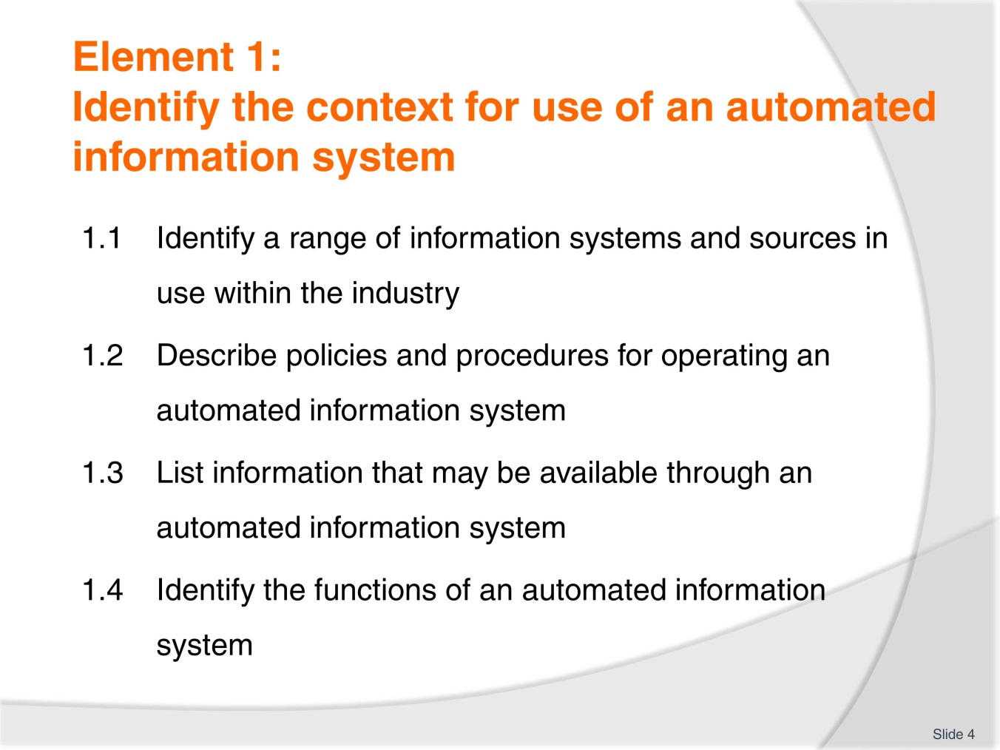 Element 1:
Identify the context for use of an automated
information system
1.1 Identify a range of information systems and sources in
use within the industry
1.2 Describe policies and procedures for operating an
automated information system
1.3 List information that may be available through an
automated information system
1.4 Identify the functions of an automated information
system
Slide 4